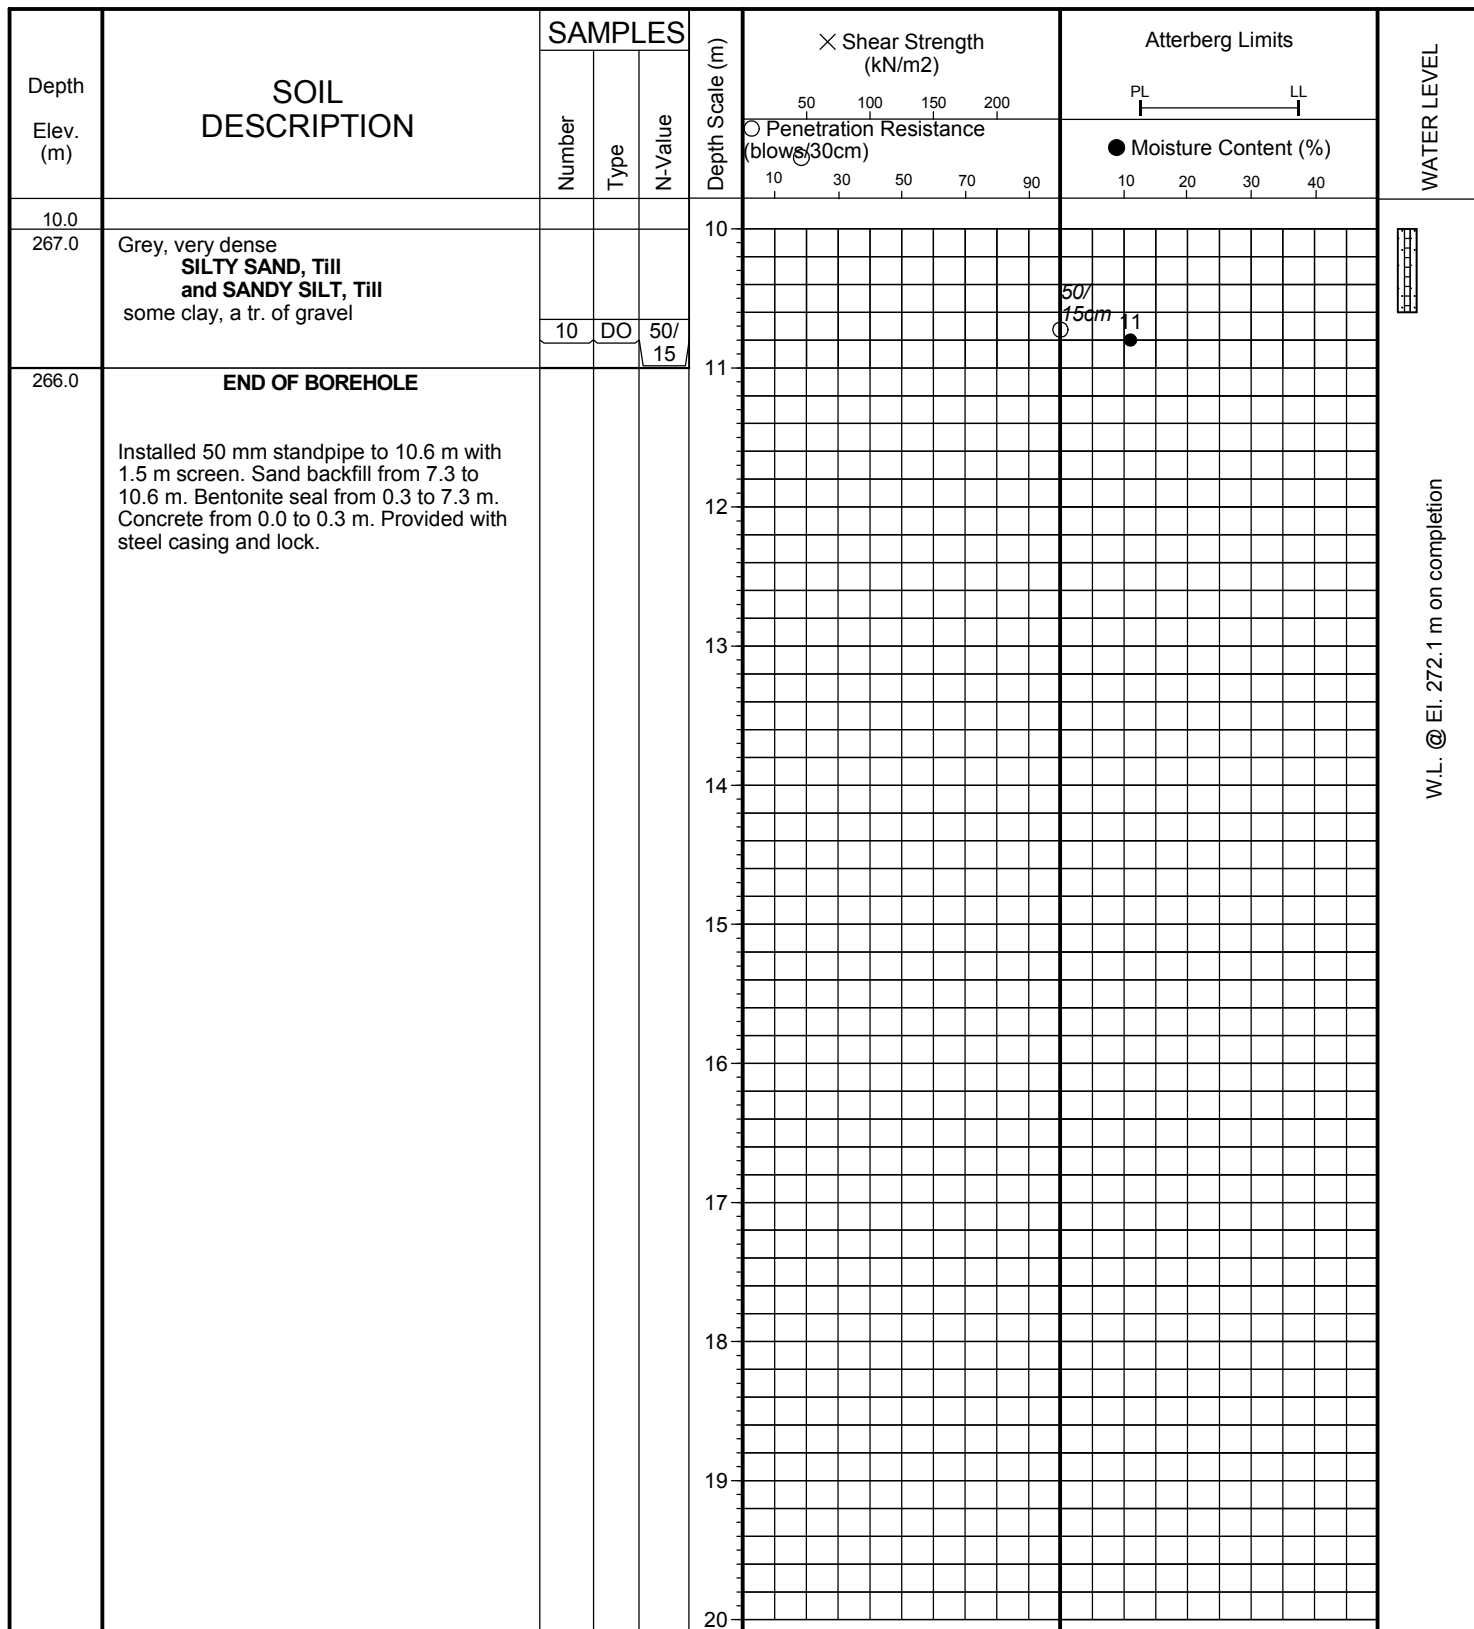 Depth
Elev.
(m)
SOIL
DESCRIPTION
SAMPLES
Number
Type
N-Value
Depth Scale (m)
Shear Strength
(kN/m2)
50 100 150 200
Penetration Resistance
(blows/30cm)
10 30 50 70 90
Atterberg Limits
PL LL
Moisture Content (%)
10 20 30 40
WATER LEVEL
10.0
267.0
Grey, very dense
SILTY SAND, Till
and SANDY SILT, Till
some clay, a tr. of gravel
10 DO 50/
15
50/
15cm
11
266.0
END OF BOREHOLE
Installed 50 mm standpipe to 10.6 m with
1.5 m screen. Sand backfill from 7.3 to
10.6 m. Bentonite seal from 0.3 to 7.3 m.
Concrete from 0.0 to 0.3 m. Provided with
steel casing and lock.
10
11
12
13
14
15
16
17
18
19
20
W.L. @ El. 272.1 m on completion